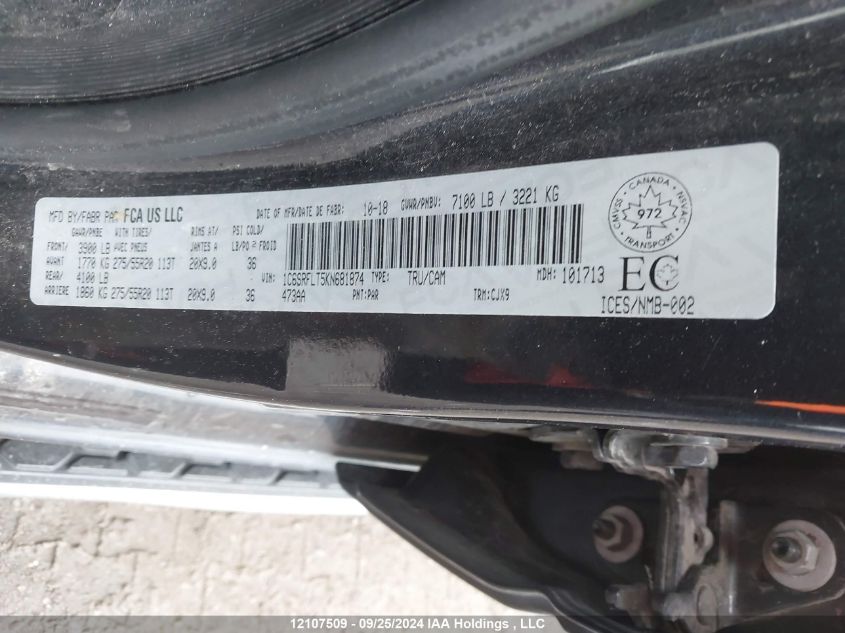 MFD BY/FABR PAR FCA US LLC
DATE OF MFR/DATE DE FABR: 10-18 GVWR/PNBV: 7100 LB / 3221 KG
GAWR/PNBE WITH TIRES/ RIMS AT/ PSI COLD/
FRONT/ 3900 LB AVEC PNEUS JANTES A LB/PO² FROID
AVANT 1770 KG 275/55R20 113T 20X9.0 36
REAR/ 4100 LB -
ARRIERE 1860 KG 275/55R20 113T 20X9.0 36
VIN: 1C6SRFLT5KN681874 TYPE: TRU/CAM MDH: 101713
473AA PNT: PAR TRM: CJX9
CANADA
CMVSS NSVAC
972
TRANSPORT
EC
ICES/NMB-002
12107509 - 09/25/2024 IAA Holdings, LLC